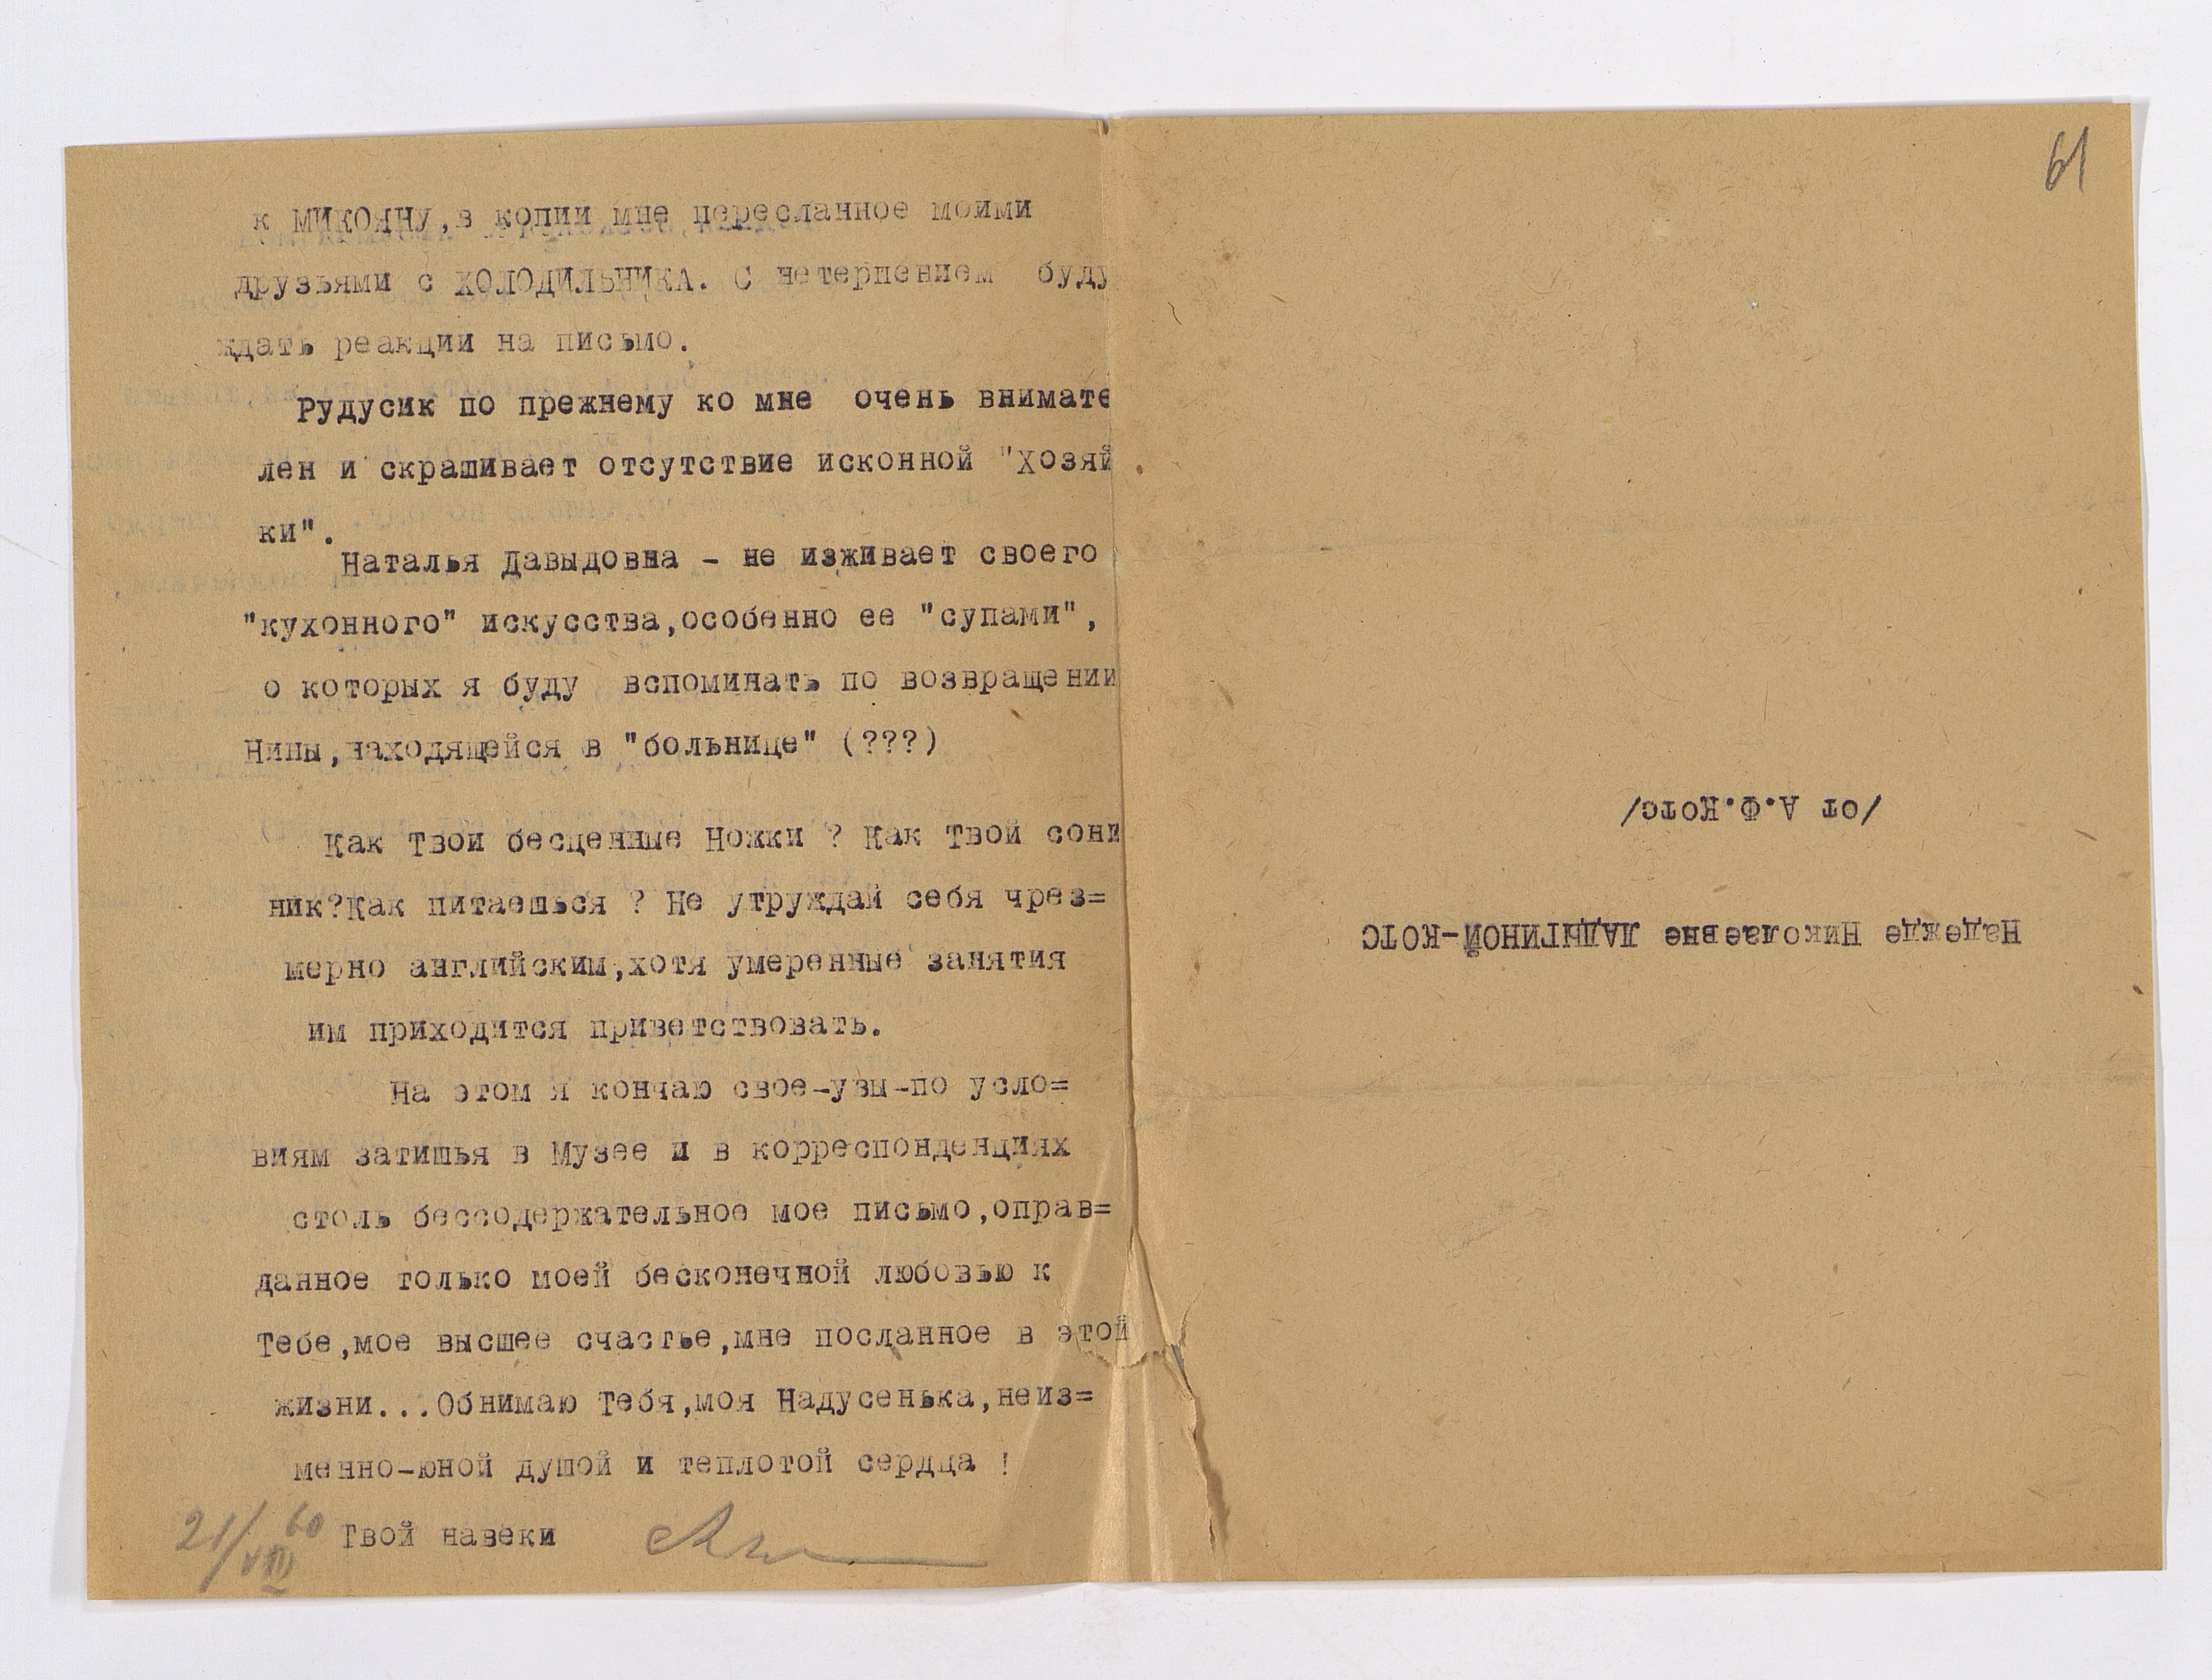 к МИКОЯНУ,в копии мне пересланное моими
друзьями с ХОЛОДИЛЬНИКА. С нетерпением буду
ждать реакции на письмо.
Рудусик по прежнему ко мне очень внимате
лен и скрашивает отсутствие исконной "Хозяй
ки".
Наталья Давыдовна - не изживает своего
"кухонного" искусства,особенно ее "супами",
о которых я буду вспоминать по возвращении
Нины,находящейся в "больнице" (???)
Как Твои бесценные Ножки ? Как Твой сони
ник?Как питаешься ? Не утруждай себя чрез=
мерно английским,хотя умеренные занятия
им приходится приветствовать.
На этом я кончаю свое-увы-по усло=
виям затишья в Музее и в корреспонденциях
столь бессодержательное мое письмо,оправ=
данное только моей бесконечной любовью к
Тебе,мое высшее счастье,мне посланное в этой
жизни...Обнимаю Тебя,моя Надусенька,неиз=
менно-юной душой и теплотой сердца !
Твой навеки
21/VIII 60
61
Надежде Николаевне ЛАДЫГИНОЙ-КОТС
/от А.Ф.Котс/